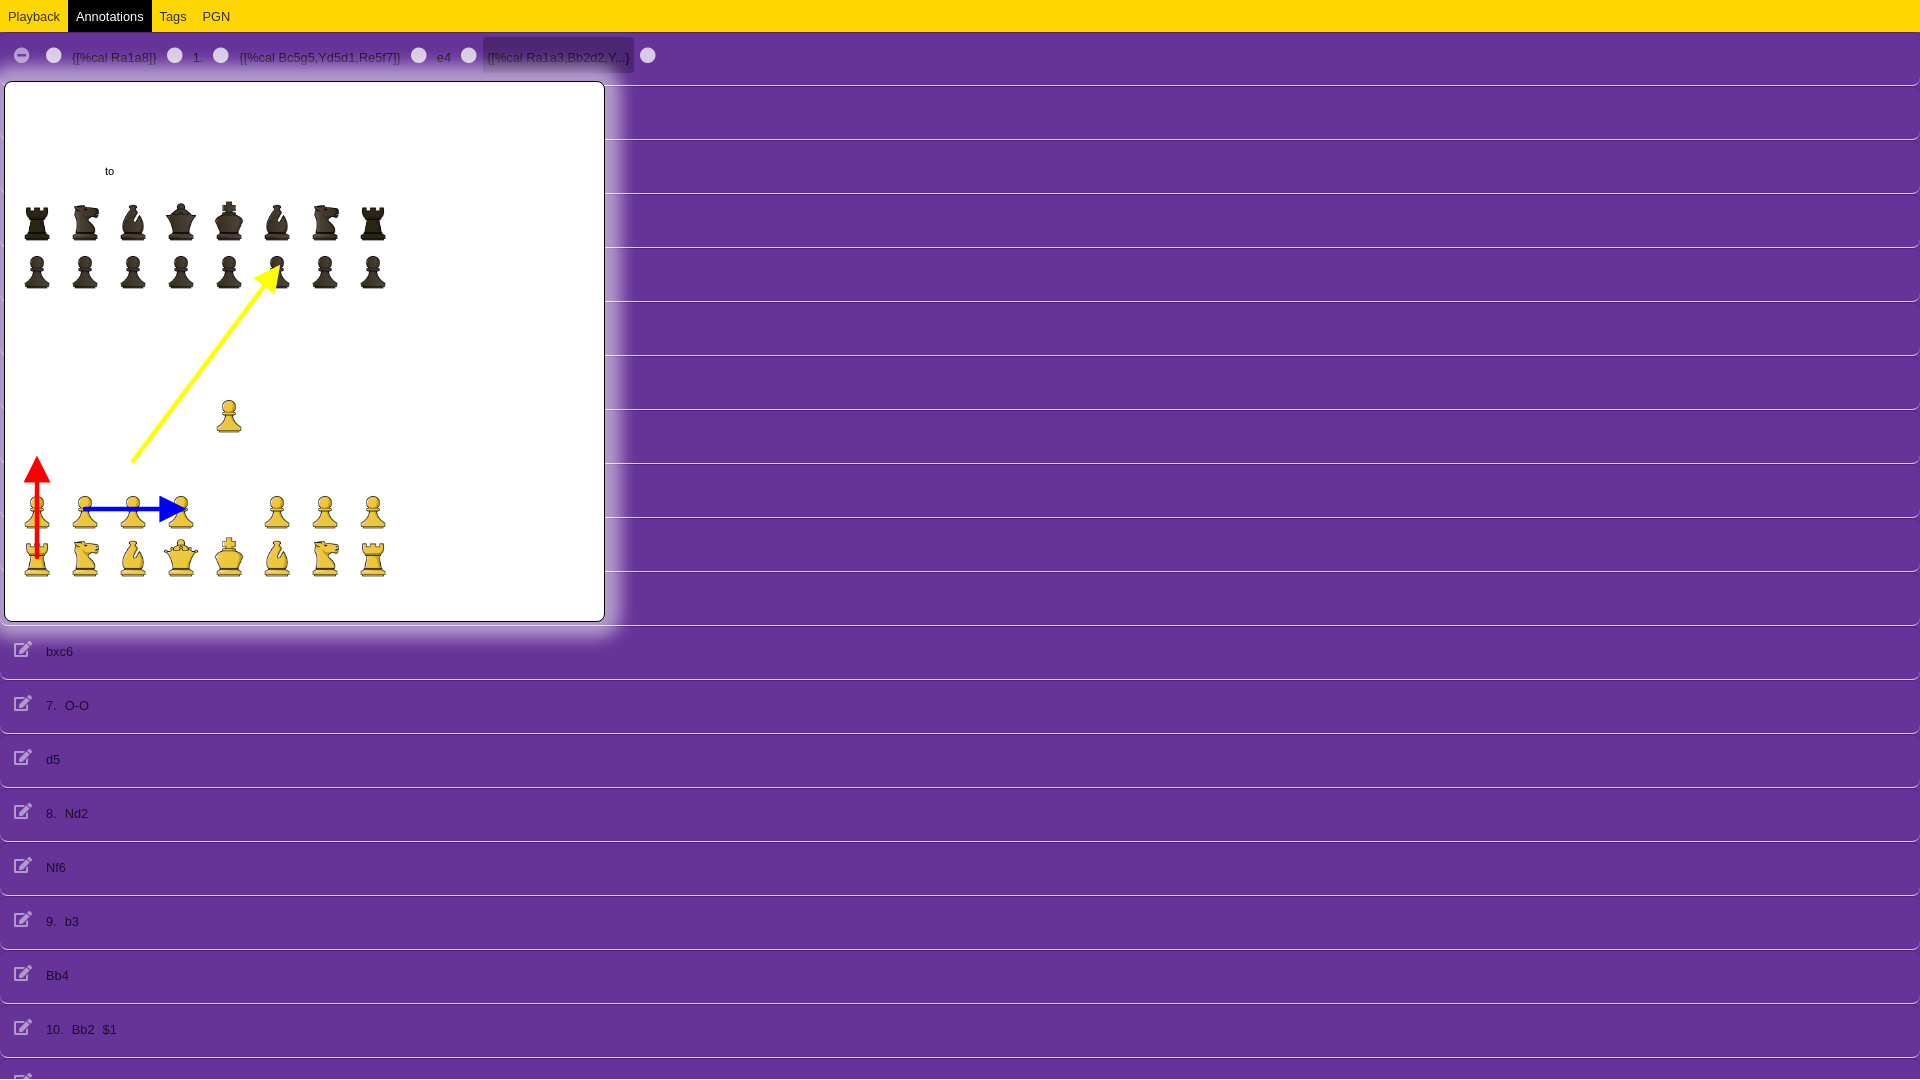 Playback Annotations Tags PGN
{[%cal Ra1a8]} 1. {[%cal Bc5g5,Yd5d1,Re5f7]} e4 {[%cal Ra1a3,Bb2d2,Y...}
to
bxc6
7. O-O
d5
8. Nd2
Nf6
9. b3
Bb4
10. Bb2 $1